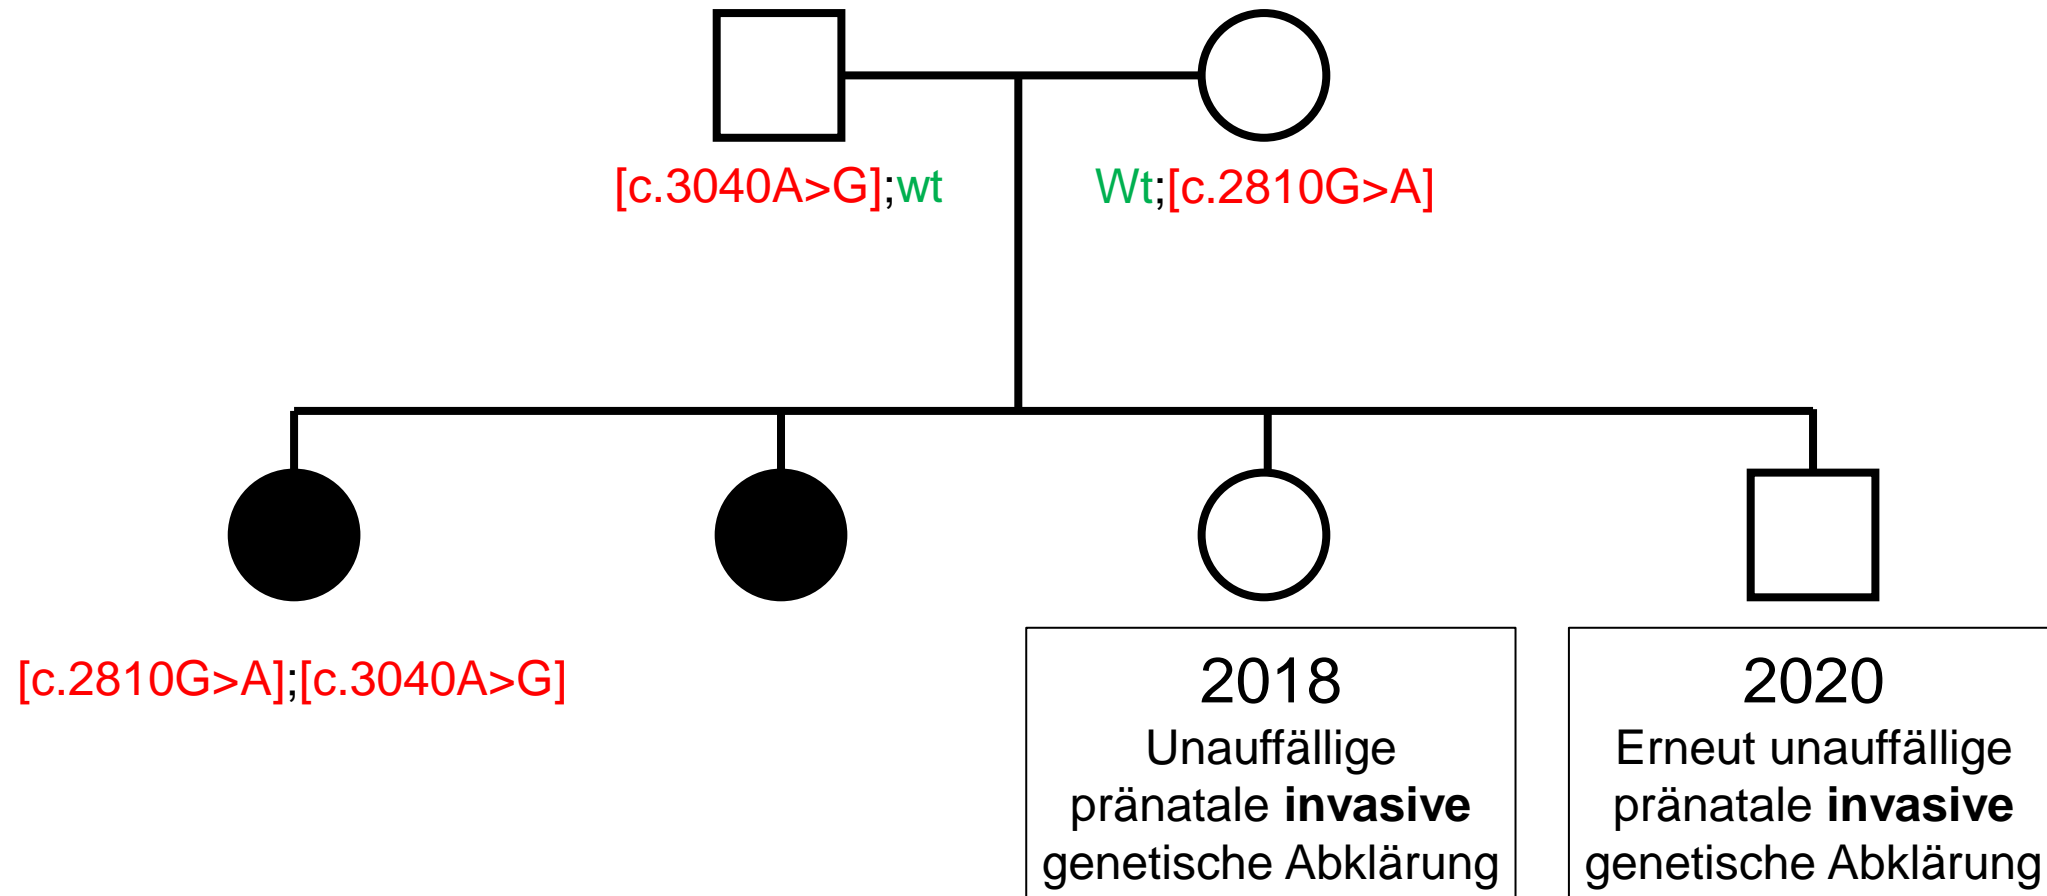 [c.3040A>G];wt
Wt;[c.2810G>A]
[c.2810G>A];[c.3040A>G]
2018
Unauffällige
pränatale invasive
genetische Abklärung
2020
Erneut unauffällige
pränatale invasive
genetische Abklärung